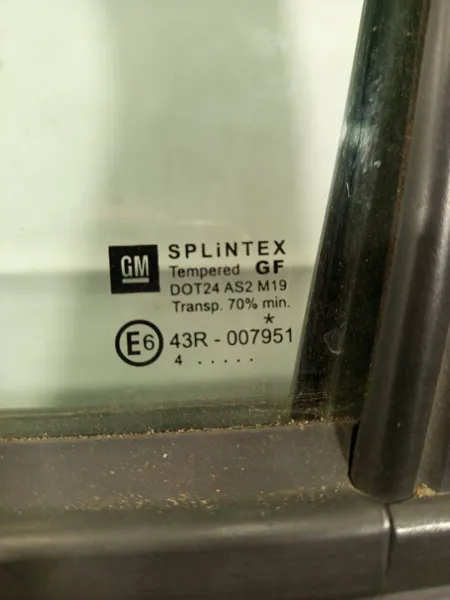 GM
SPLiNTEX
Tempered GF
DOT24 AS2 M19
Transp. 70% min.
*
E6 43R - 007951
4 . . . . .